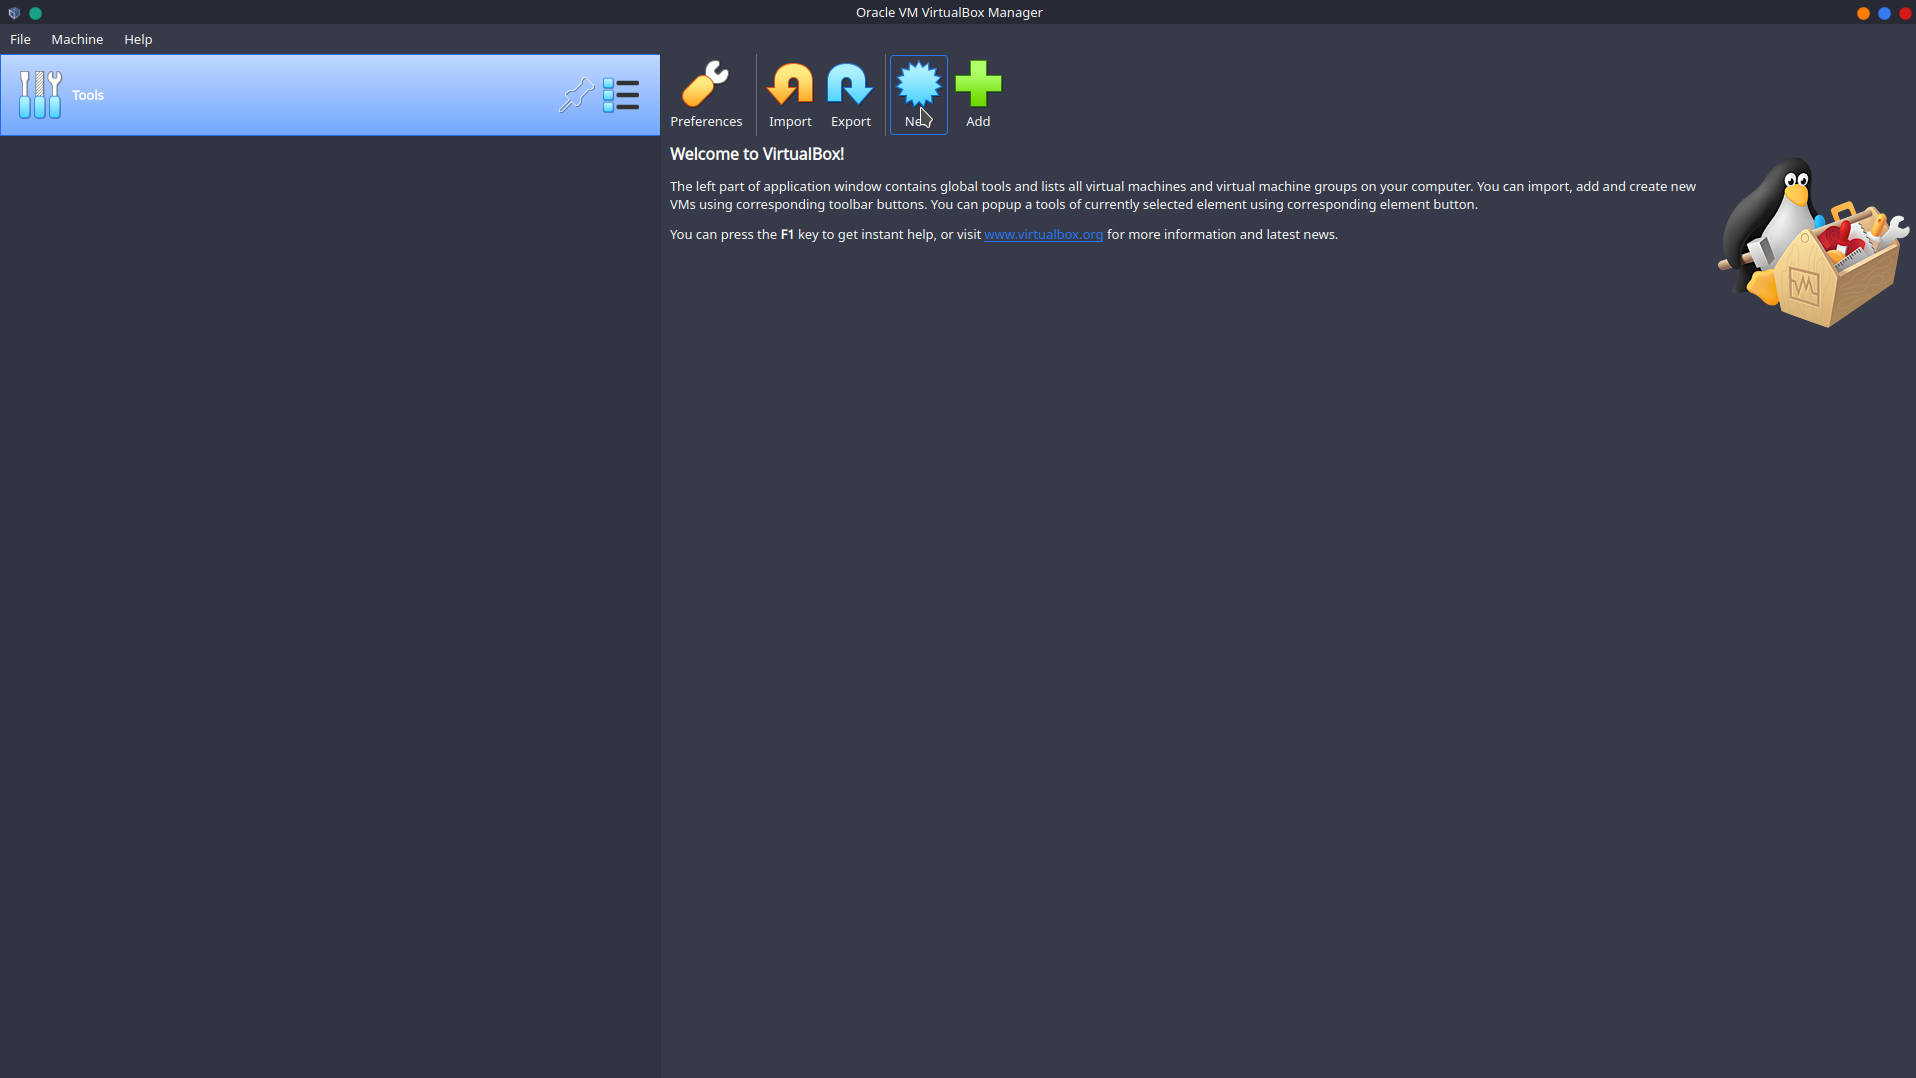 Oracle VM VirtualBox Manager
File Machine Help
Tools
Preferences Import Export Add
Welcome to VirtualBox!
The left part of application window contains global tools and lists all virtual machines and virtual machine groups on your computer. You can import, add and create new
VMs using corresponding toolbar buttons. You can popup a tools of currently selected element using corresponding element button.
You can press the F1 key to get instant help, or visit www.virtualbox.org for more information and latest news.